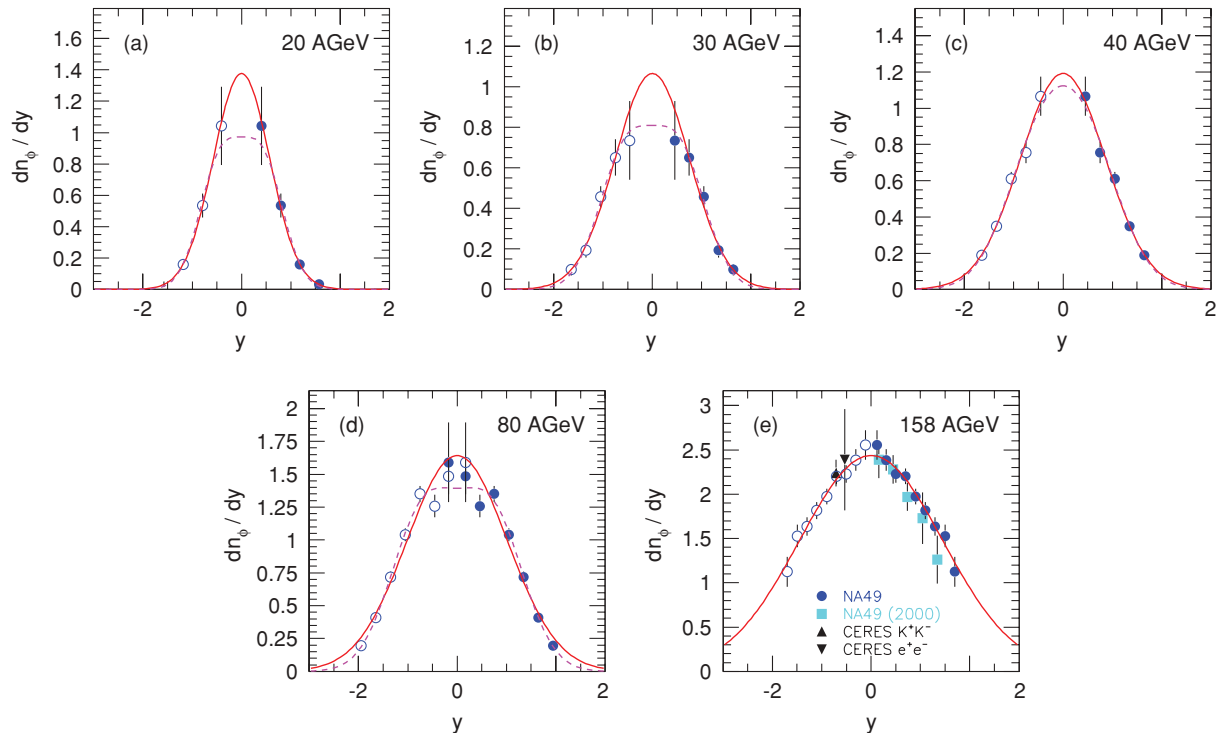 (a) 20 AGeV
dn_ϕ / dy
1.6
1.4
1.2
1
0.8
0.6
0.4
0.2
0
-2 0 2
y
(b) 30 AGeV
dn_ϕ / dy
1.2
1
0.8
0.6
0.4
0.2
0
-2 0 2
y
(c) 40 AGeV
dn_ϕ / dy
1.4
1.2
1
0.8
0.6
0.4
0.2
0
-2 0 2
y
(d) 80 AGeV
dn_ϕ / dy
2
1.75
1.5
1.25
1
0.75
0.5
0.25
0
-2 0 2
y
(e) 158 AGeV
dn_ϕ / dy
3
2.5
2
1.5
1
0.5
0
NA49
NA49 (2000)
CERES K⁺K⁻
CERES e⁺e⁻
-2 0 2
y